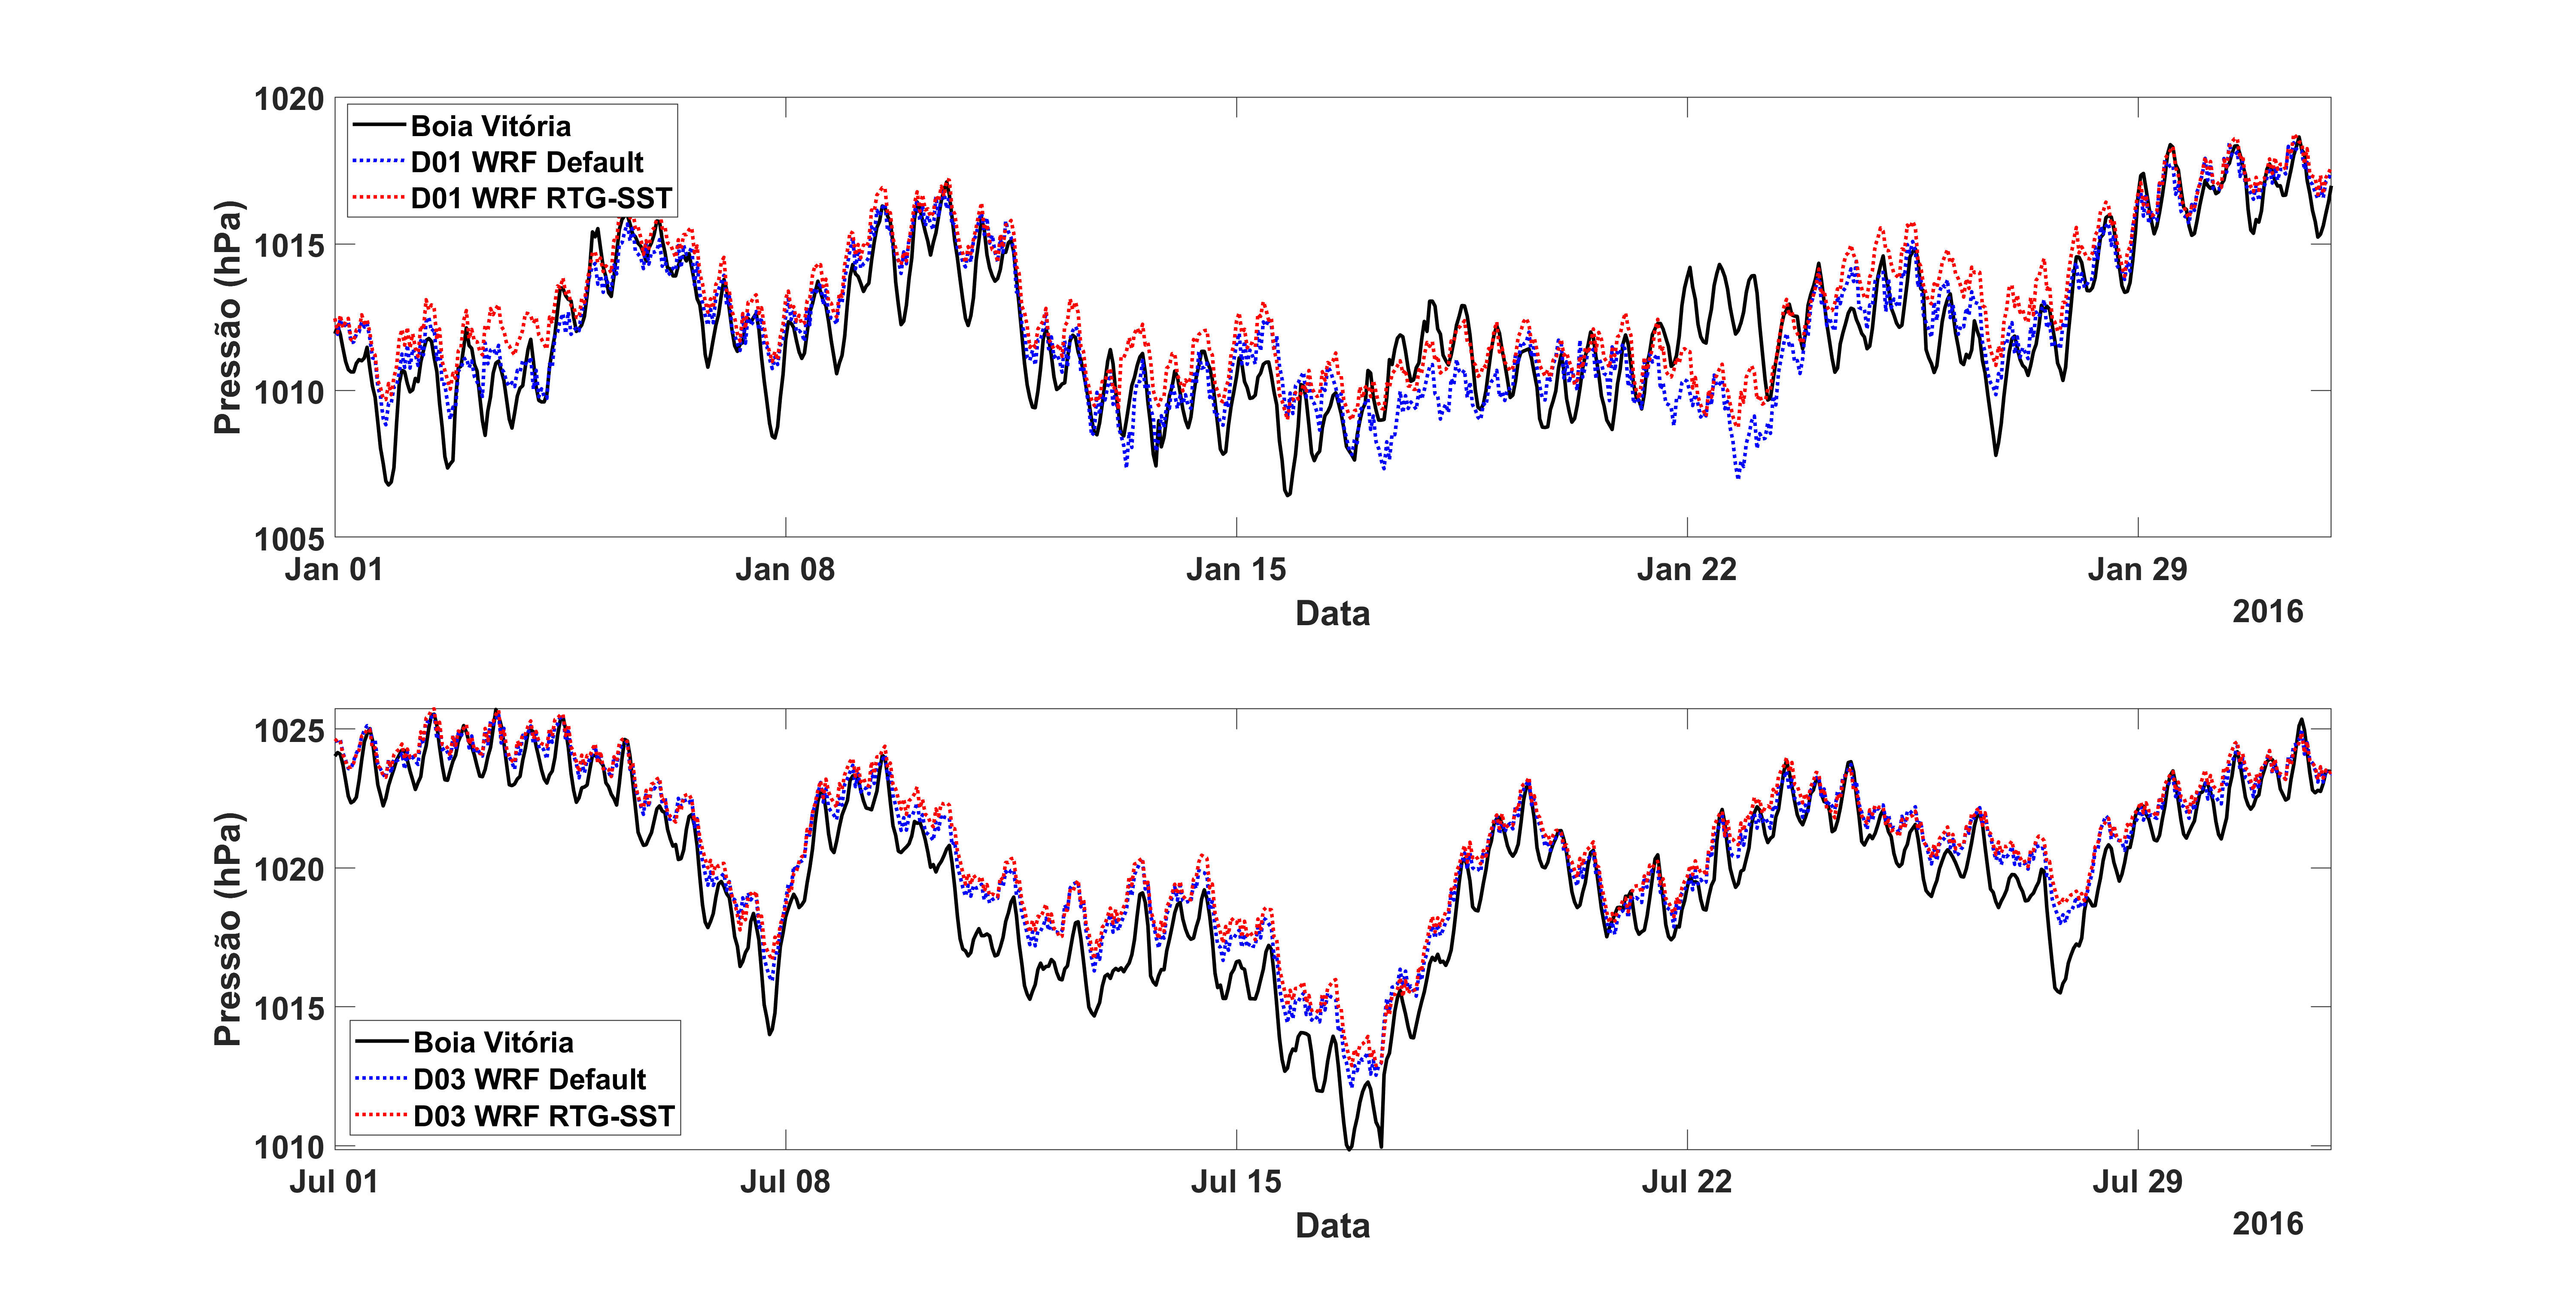 1020
1015
1010
1005
Pressão (hPa)
Boia Vitória
D01 WRF Default
D01 WRF RTG-SST
Jan 01
Jan 08
Jan 15
Jan 22
Jan 29
Data
2016
1025
1020
1015
1010
Pressão (hPa)
Boia Vitória
D03 WRF Default
D03 WRF RTG-SST
Jul 01
Jul 08
Jul 15
Jul 22
Jul 29
Data
2016